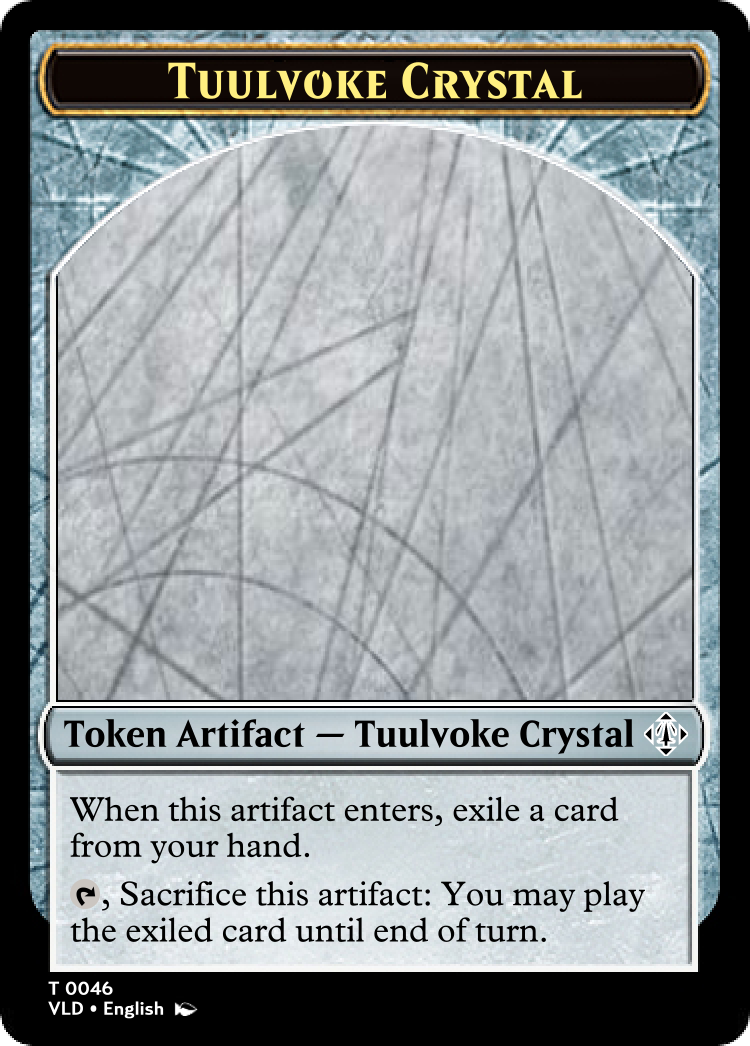 Tuulvoke Crystal
Token Artifact — Tuulvoke Crystal
When this artifact enters, exile a card
from your hand.
, Sacrifice this artifact: You may play
the exiled card until end of turn.
T 0046
VLD • English